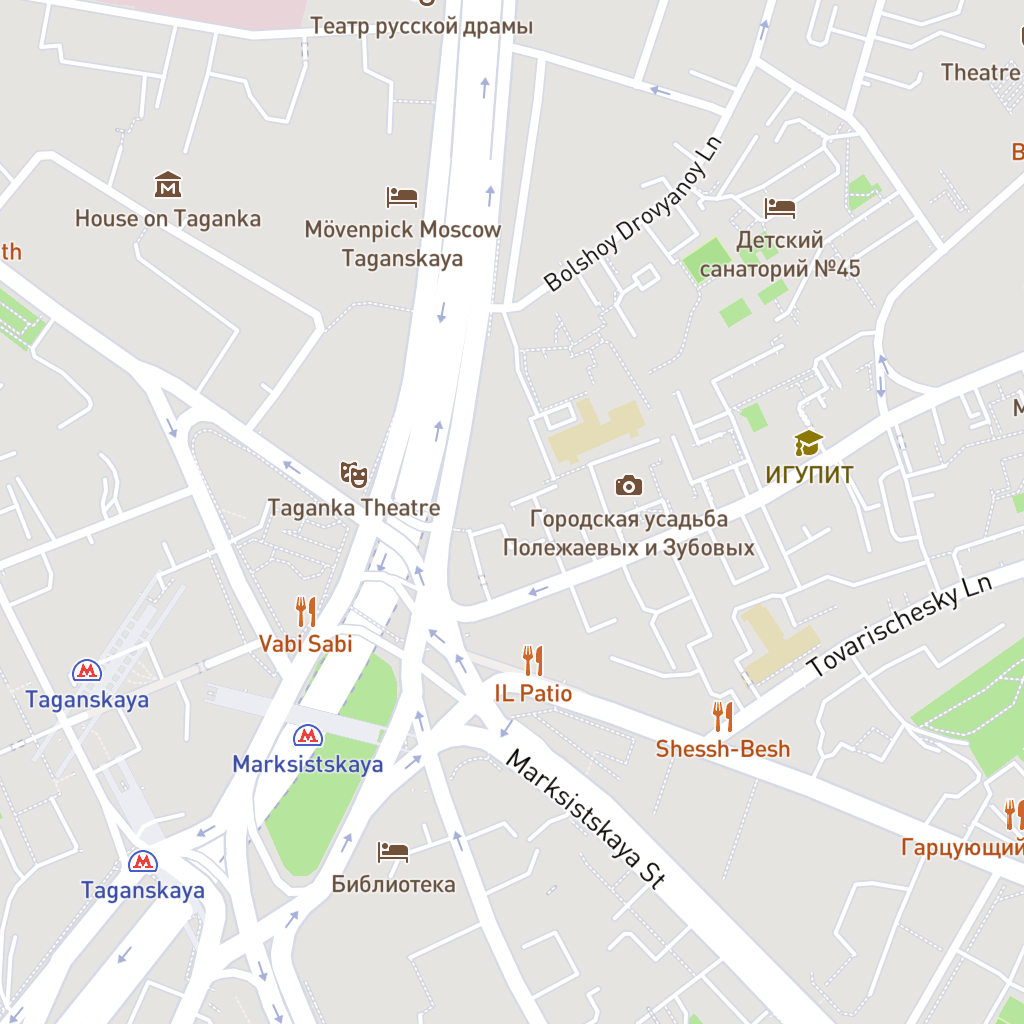 Театр русской драмы
Theatre
House on Taganka
Mövenpick Moscow
Taganskaya
Bolshoy Drovyanoy Ln
Детский
санаторий №45
th
B
M
ИГУПИТ
Taganka Theatre
Городская усадьба
Полежаевых и Зубовых
Tovarischesky Ln
Vabi Sabi
Taganskaya
IL Patio
Shessh-Besh
Marksistskaya
Marksistskaya St
Гарцующий
Библиотека
Taganskaya